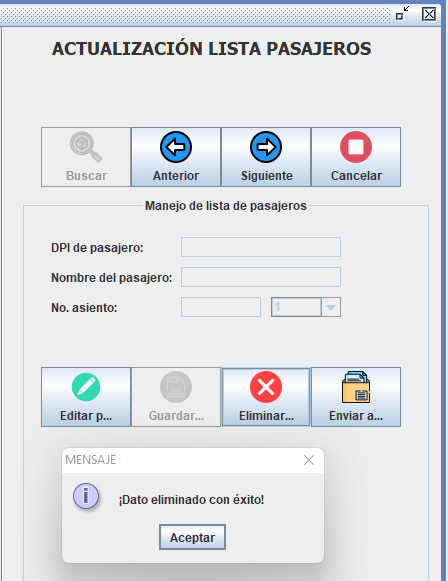 ACTUALIZACIÓN LISTA PASAJEROS
Buscar
Anterior
Siguiente
Cancelar
Manejo de lista de pasajeros
DPI de pasajero:
Nombre del pasajero:
No. asiento:
1
Editar p...
Guardar...
Eliminar...
Enviar a...
MENSAJE
¡Dato eliminado con éxito!
Aceptar